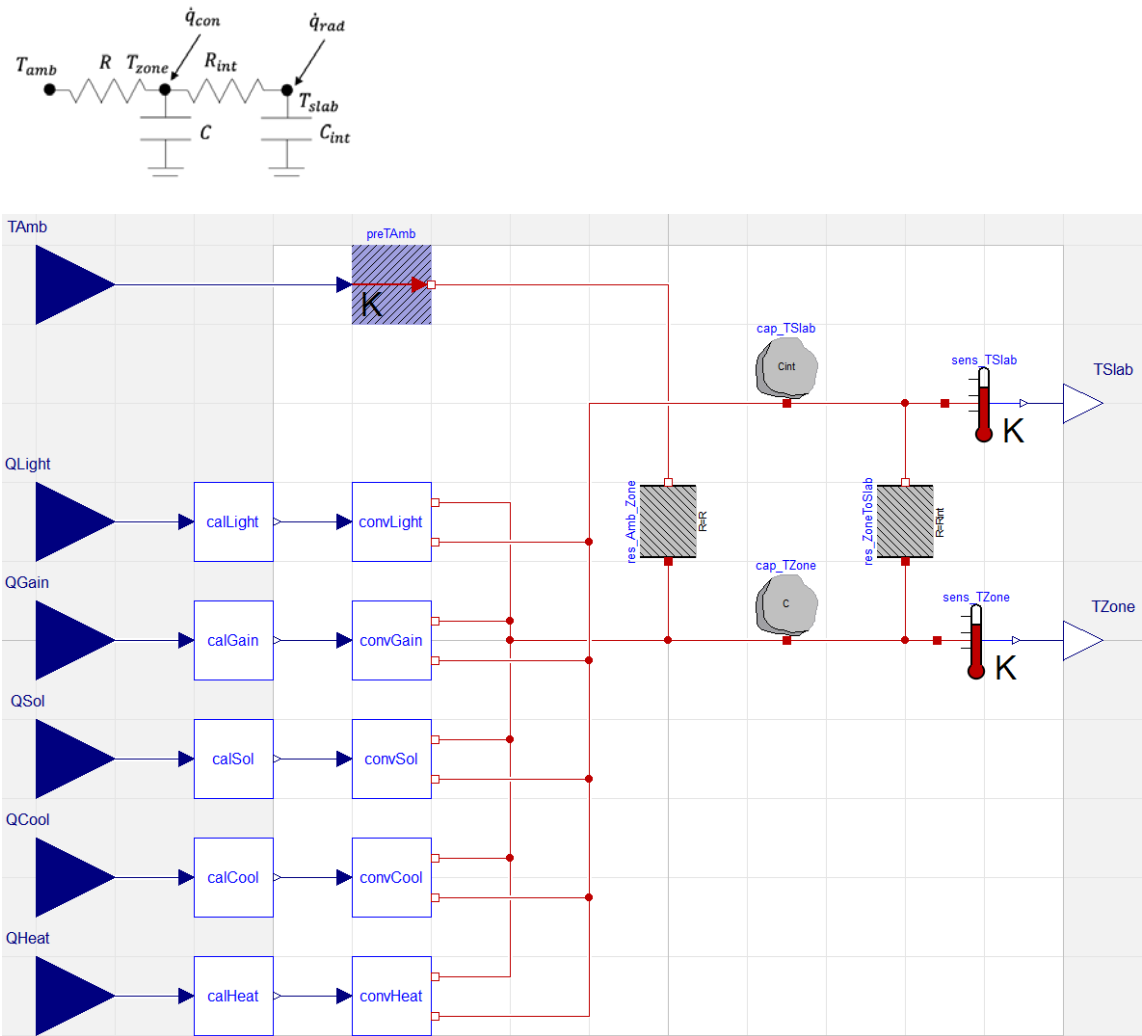 q̇con
q̇rad
Tamb R Tzone Rint
Tslab
C Cint
TAmb
preTAmb
K
cap_TSlab
Cint
sens_TSlab
TSlab
K
QLight
calLight convLight
res_Amb_Zone
R=R
res_ZoneToSlab
R=Rint
QGain
cap_TZone
C
sens_TZone
TZone
calGain convGain
K
QSol
calSol convSol
QCool
calCool convCool
QHeat
calHeat convHeat